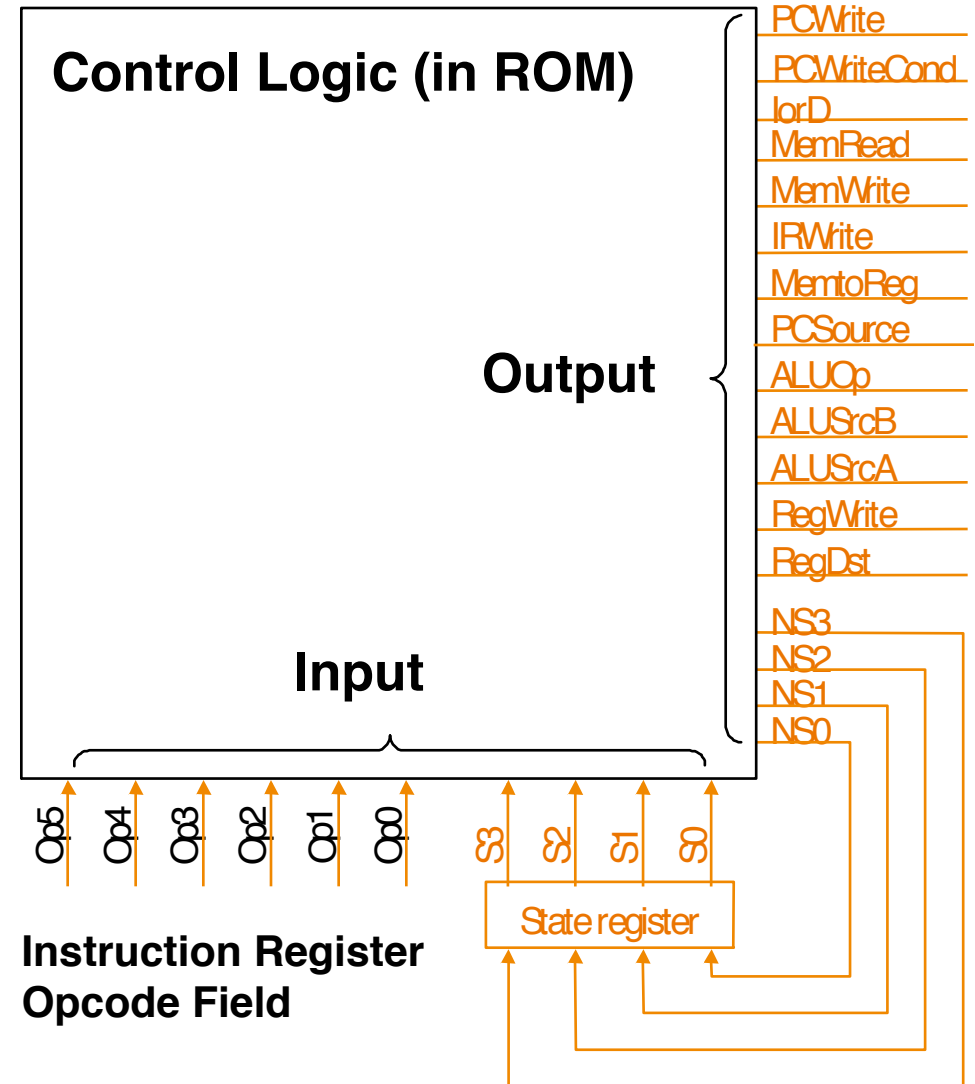 Control Logic (in ROM)
PCWrite
PCWriteCond
IorD
MemRead
MemWrite
IRWrite
MemtoReg
PCSource
Output
ALUOp
ALUSrcB
ALUSrcA
RegWrite
RegDst
NS3
NS2
NS1
NS0
Input
Op5
Op4
Op3
Op2
Op1
Op0
S3
S2
S1
S0
State register
Instruction Register
Opcode Field